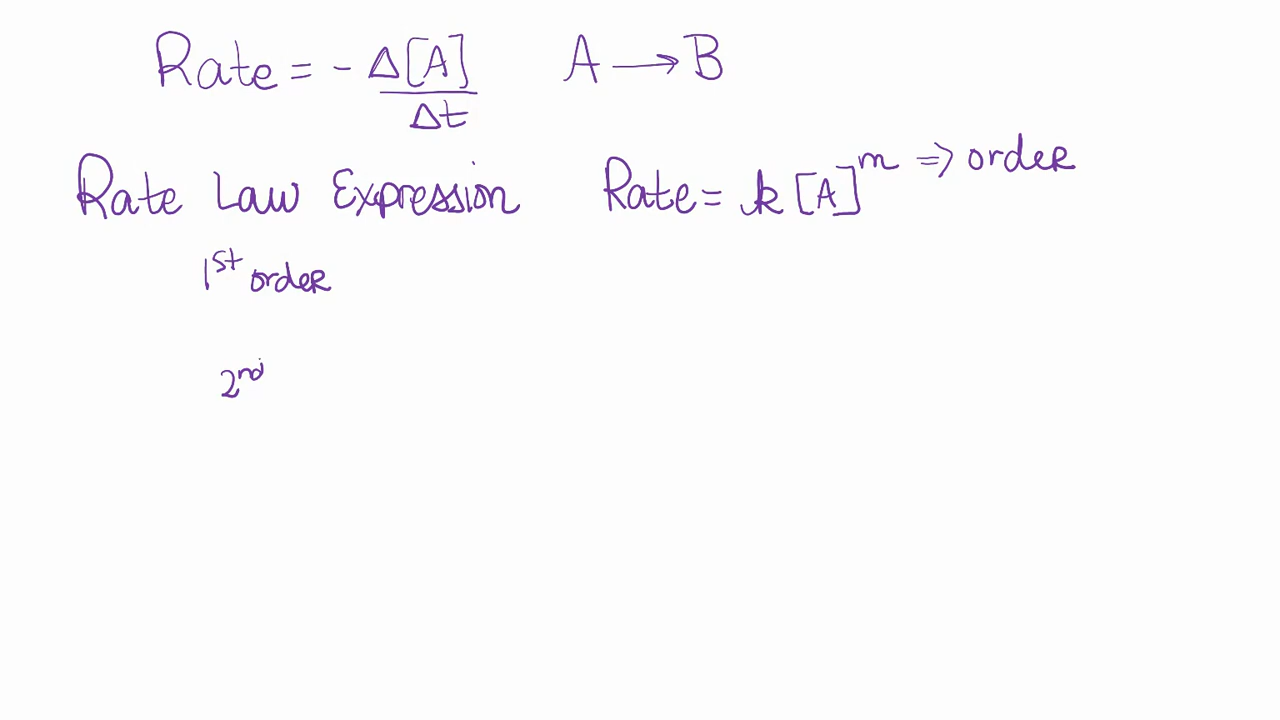 Rate = - Δ[A]/Δt A → B
Rate Law Expression Rate = k [A]^m ⇒ order
1st order
2nd